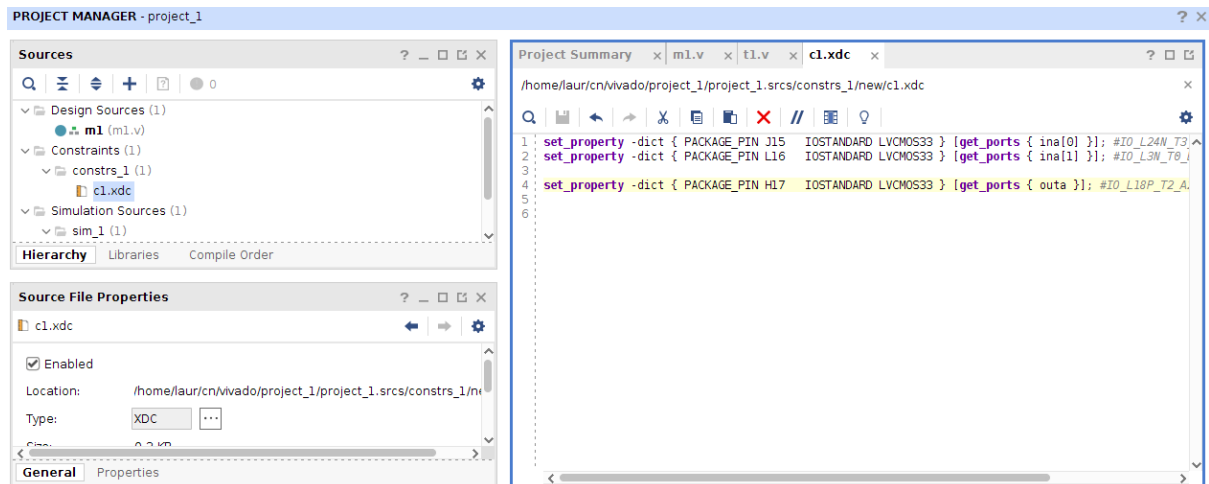 PROJECT MANAGER - project_1
Sources
0
Design Sources (1)
m1 (m1.v)
Constraints (1)
constrs_1 (1)
c1.xdc
Simulation Sources (1)
sim_1 (1)
Hierarchy Libraries Compile Order
Source File Properties
c1.xdc
Enabled
Location: /home/laur/cn/vivado/project_1/project_1.srcs/constrs_1/ne
Type: XDC
General Properties
Project Summary m1.v t1.v c1.xdc
/home/laur/cn/vivado/project_1/project_1.srcs/constrs_1/new/c1.xdc
1 set_property -dict { PACKAGE_PIN J15 IOSTANDARD LVCMOS33 } [get_ports { ina[0] }]; #IO_L24N_T3_
2 set_property -dict { PACKAGE_PIN L16 IOSTANDARD LVCMOS33 } [get_ports { ina[1] }]; #IO_L3N_T0_
3
4 set_property -dict { PACKAGE_PIN H17 IOSTANDARD LVCMOS33 } [get_ports { outa }]; #IO_L18P_T2_A
5
6